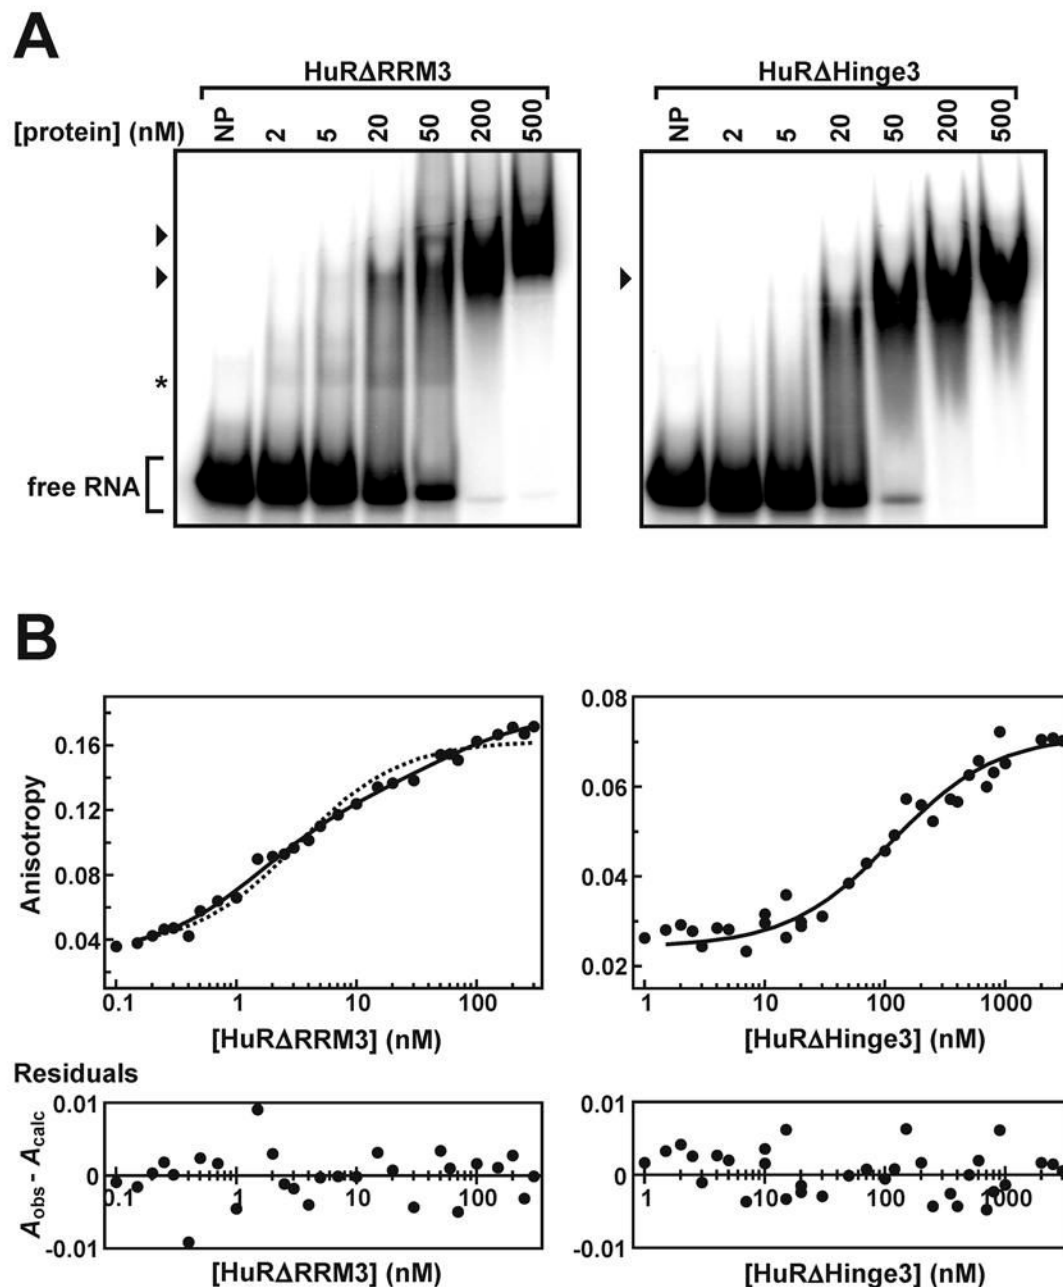 A
HuRΔRRM3 HuRΔHinge3
[protein] (nM) NP 2 5 20 50 200 500 NP 2 5 20 50 200 500
*
free RNA
B
0.16 0.08
0.12 0.06
0.08 0.04
0.04 0.02
Anisotropy
0.1 1 10 100 1 10 100 1000
[HuRΔRRM3] (nM) [HuRΔHinge3] (nM)
Residuals
0.01 0.01
Aobs - Acalc
0 0
0.1 1 10 100 1 10 100 1000
-0.01 -0.01
[HuRΔRRM3] (nM) [HuRΔHinge3] (nM)